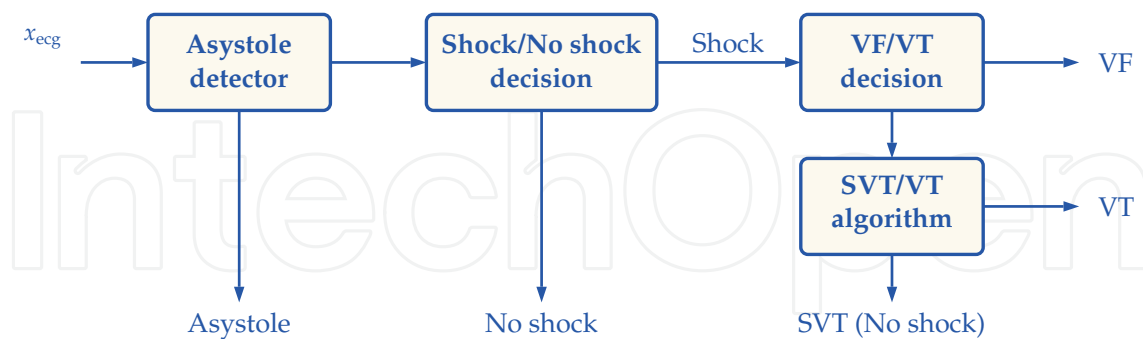 x_ecg
Asystole
detector
Shock/No shock
decision
Shock
VF/VT
decision
VF
SVT/VT
algorithm
VT
Asystole
No shock
SVT (No shock)
IntechOpen